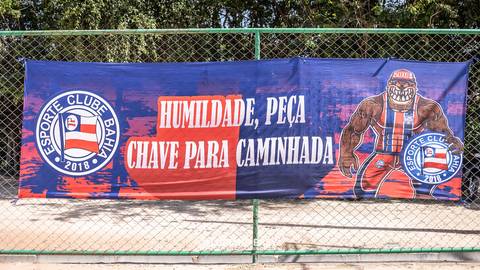 ESPORTE CLUBE BAHIA
2018
HUMILDADE, PEÇA
CHAVE PARA CAMINHADA
ESPORTE CLUBE BAHIA
2018